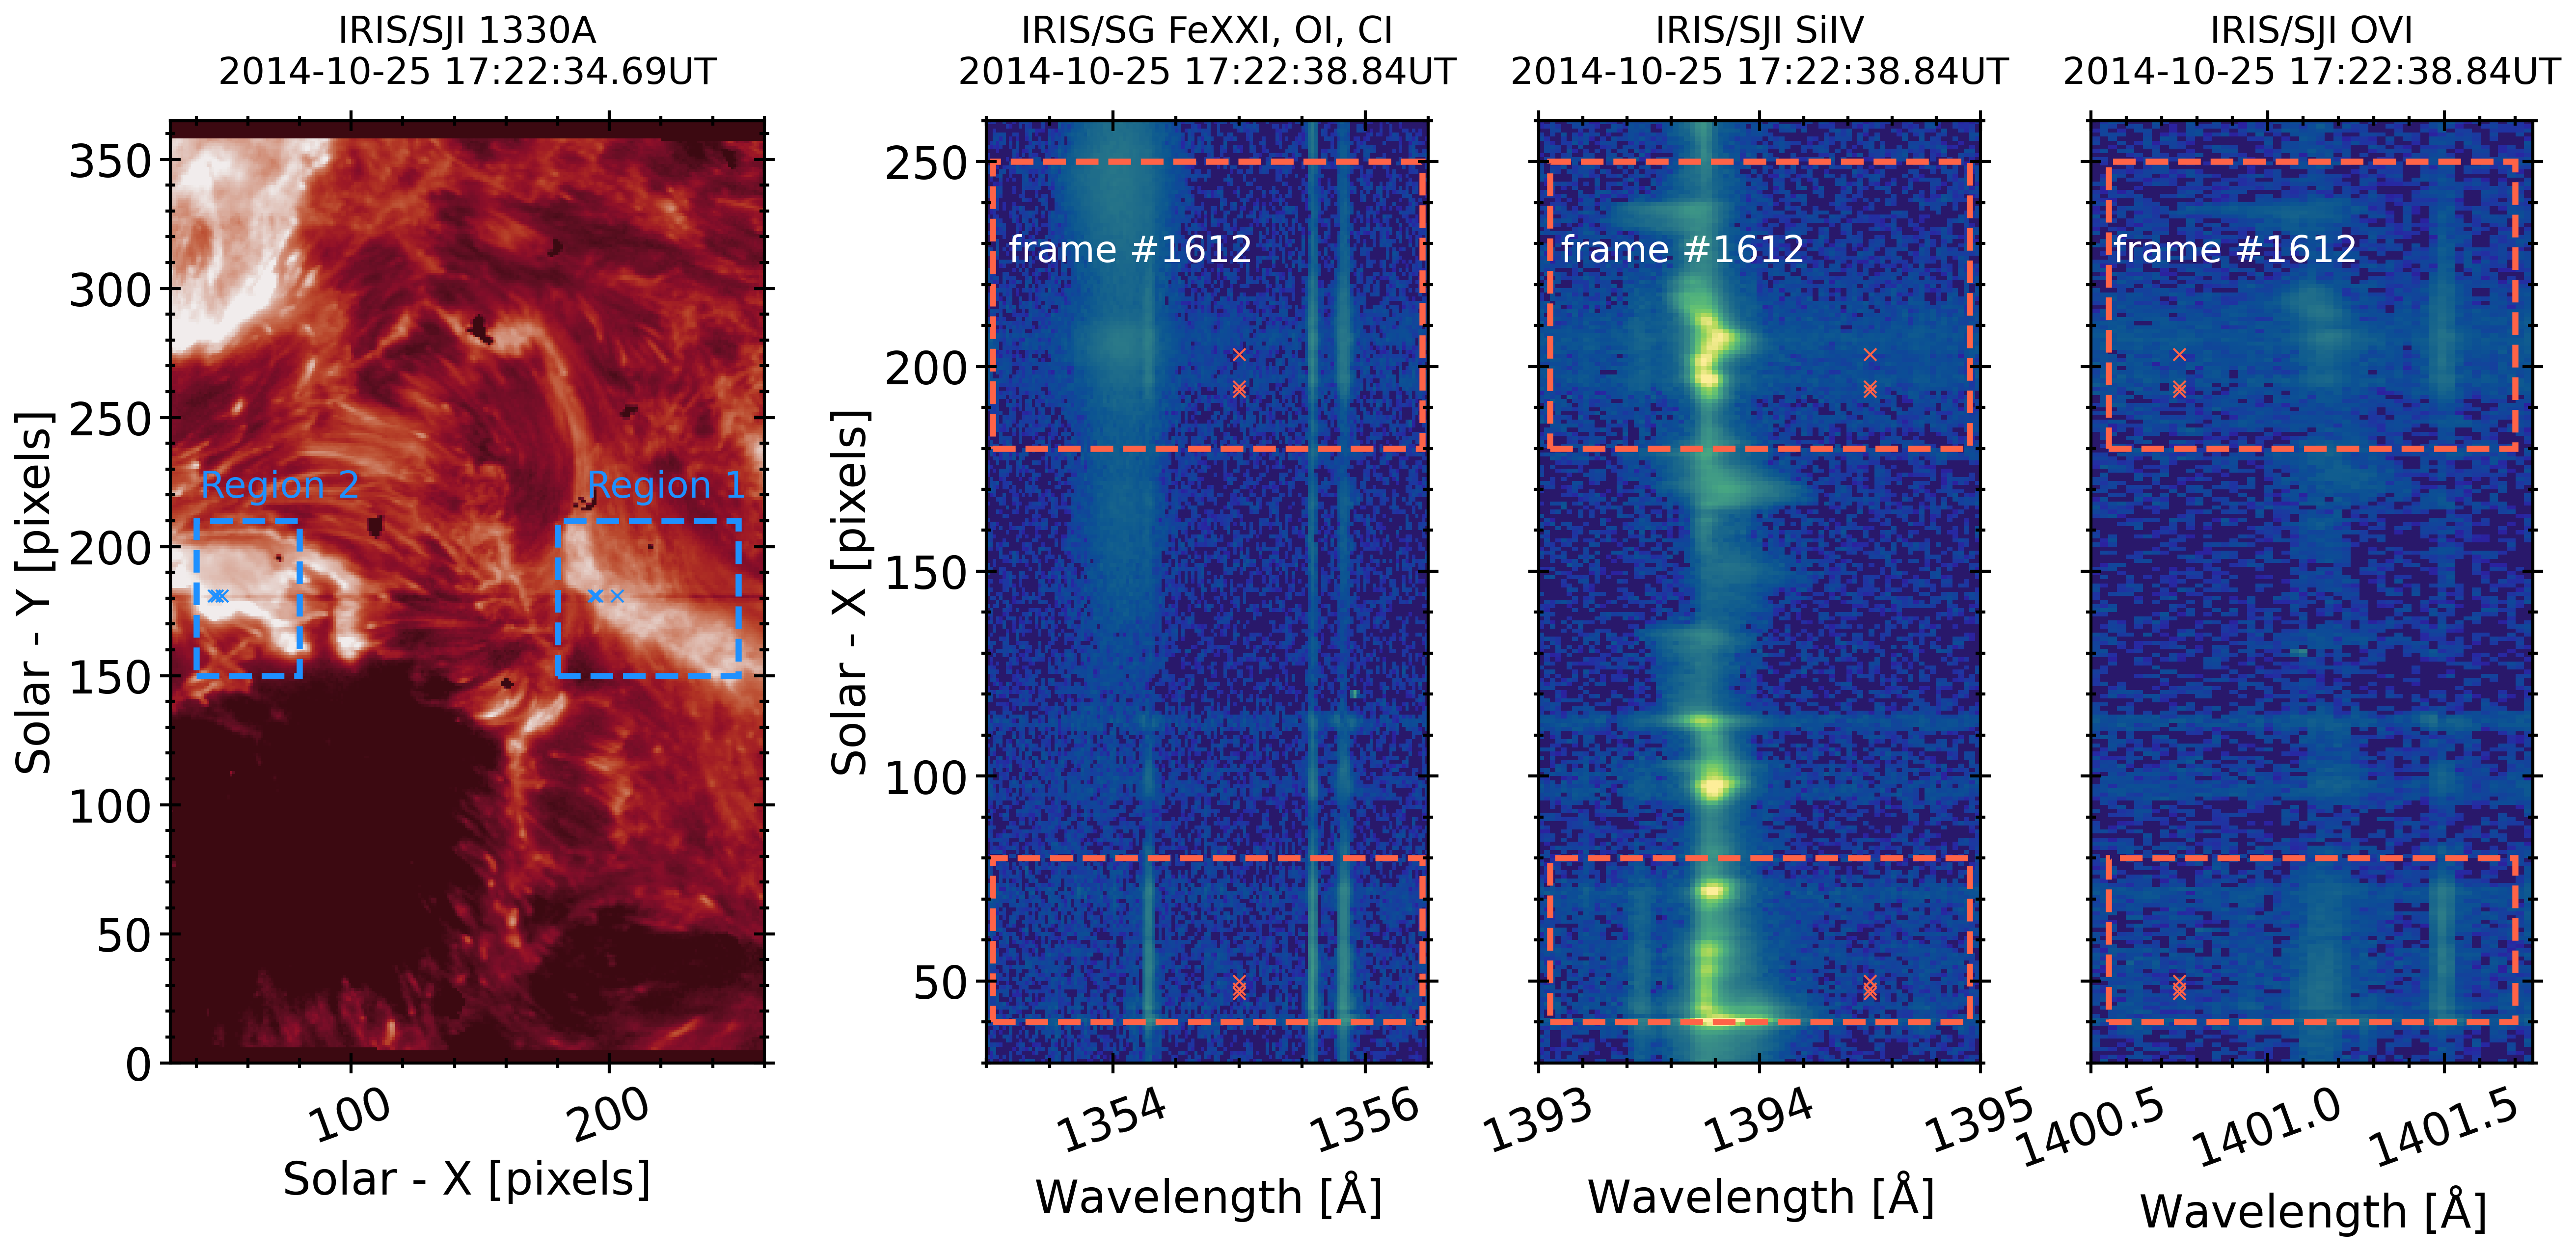 IRIS/SJI 1330A
2014-10-25 17:22:34.69UT
350
300
250
200
150
100
50
0
Solar - Y [pixels]
Region 2
Region 1
100
200
Solar - X [pixels]
IRIS/SG FeXXI, OI, CI
2014-10-25 17:22:38.84UT
250
200
150
100
50
Solar - X [pixels]
frame #1612
1354
1356
Wavelength [Å]
IRIS/SJI SiIV
2014-10-25 17:22:38.84UT
frame #1612
1393
1394
1395
Wavelength [Å]
IRIS/SJI OVI
2014-10-25 17:22:38.84UT
frame #1612
1400.5
1401.0
1401.5
Wavelength [Å]